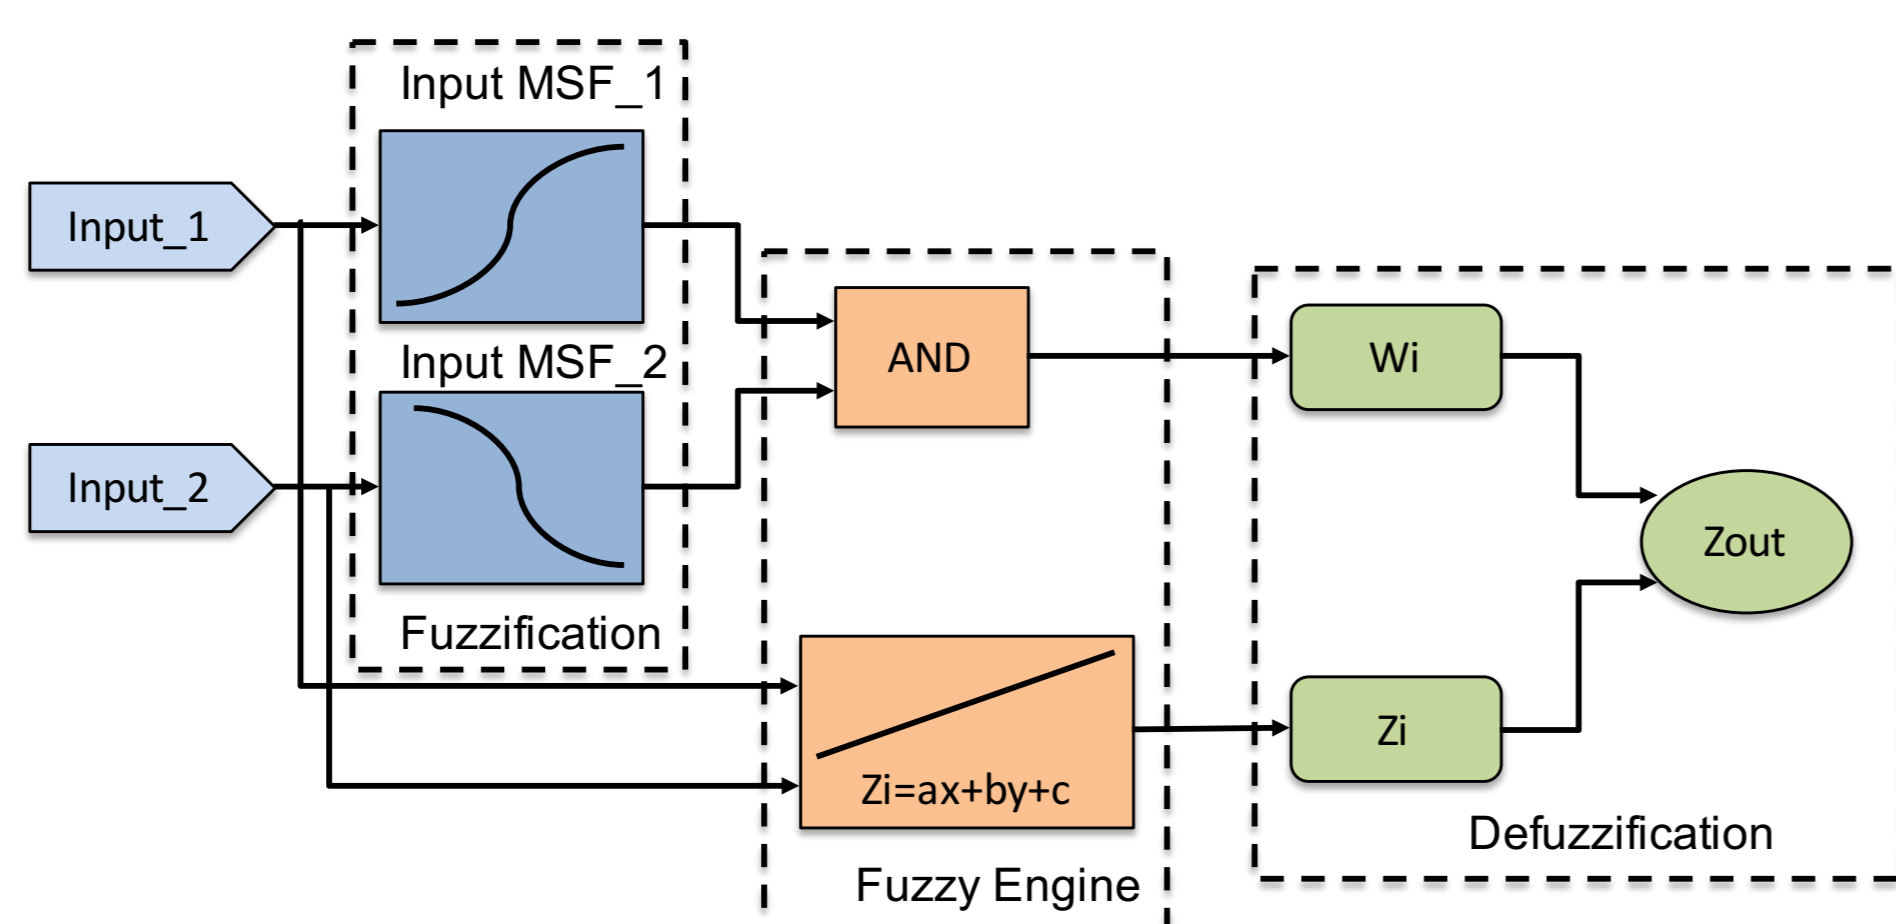 Input MSF_1
Input_1
Input MSF_2
Input_2
Fuzzification
AND
Zi=ax+by+c
Fuzzy Engine
Wi
Zout
Zi
Defuzzification